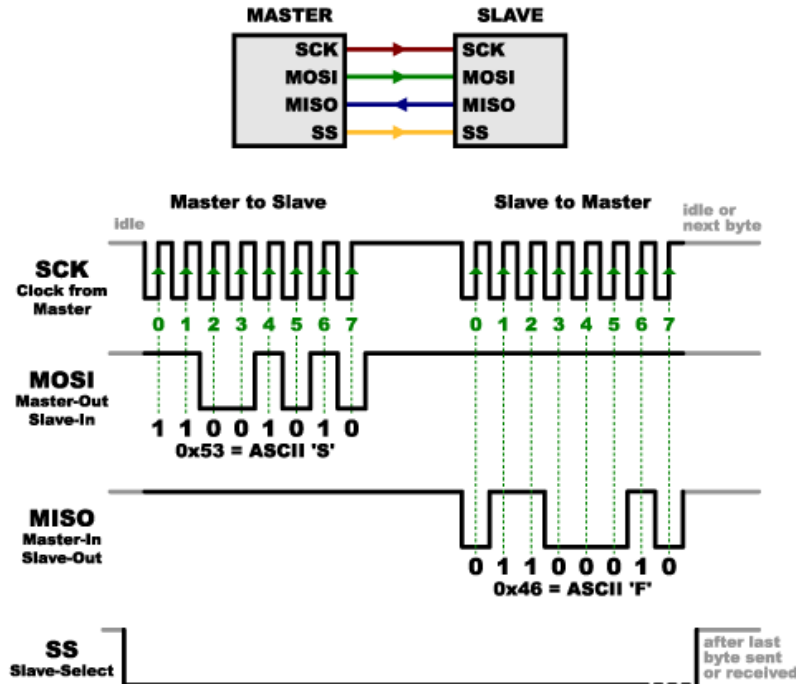 MASTER SLAVE
SCK SCK
MOSI MOSI
MISO MISO
SS SS
Master to Slave Slave to Master
idle
idle or
next byte
SCK
Clock from
Master
0 1 2 3 4 5 6 7 0 1 2 3 4 5 6 7
MOSI
Master-Out
Slave-In
1 1 0 0 1 0 1 0
0x53 = ASCII 'S'
MISO
Master-In
Slave-Out
0 1 1 0 0 0 1 0
0x46 = ASCII 'F'
SS
Slave-Select
after last
byte sent
or received